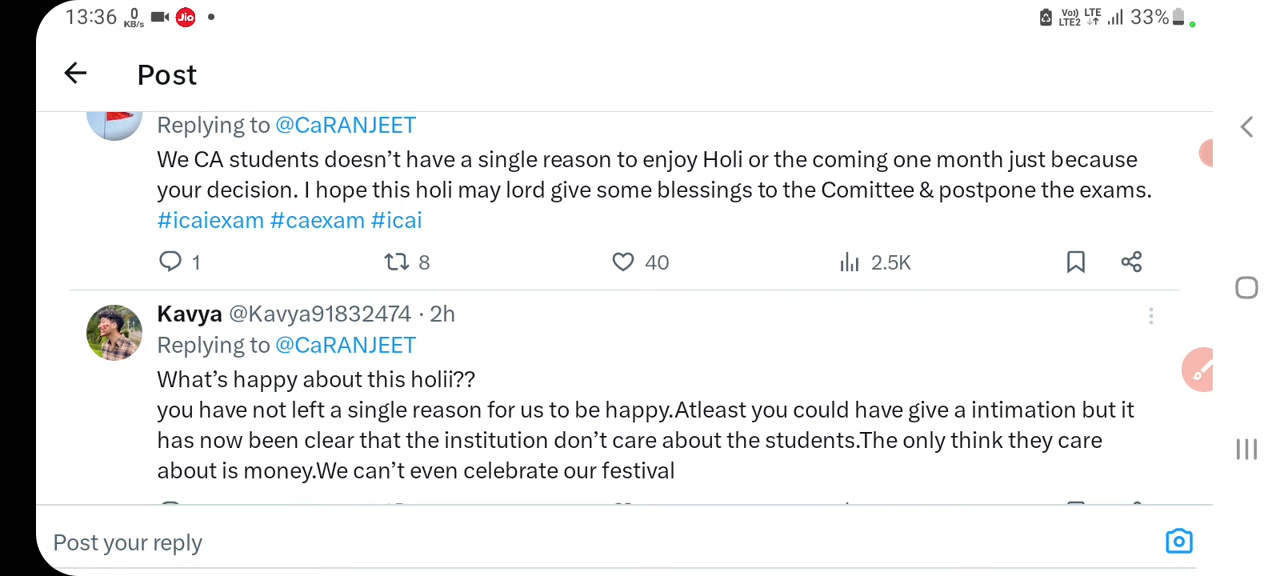 13:36 0 KB/s Jio Vo) LTE2 LTE 33%
Post
Replying to @CaRANJEET
We CA students doesn't have a single reason to enjoy Holi or the coming one month just because
your decision. I hope this holi may lord give some blessings to the Comittee & postpone the exams.
#icaiexam #caexam #icai
1 8 40 2.5K
Kavya @Kavya91832474 · 2h
Replying to @CaRANJEET
What's happy about this holii??
you have not left a single reason for us to be happy.Atleast you could have give a intimation but it
has now been clear that the institution don't care about the students.The only think they care
about is money.We can't even celebrate our festival
Post your reply